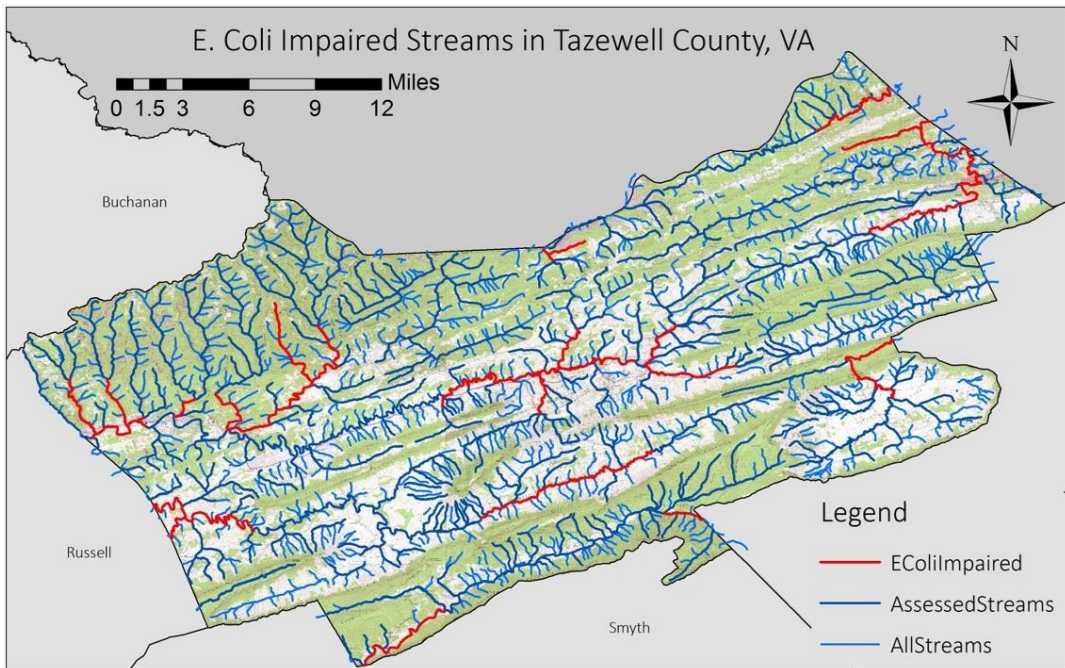 E. Coli Impaired Streams in Tazewell County, VA
N
Miles
0 1.5 3 6 9 12
Buchanan
Russell
Smyth
Legend
EColiImpaired
AssessedStreams
AllStreams